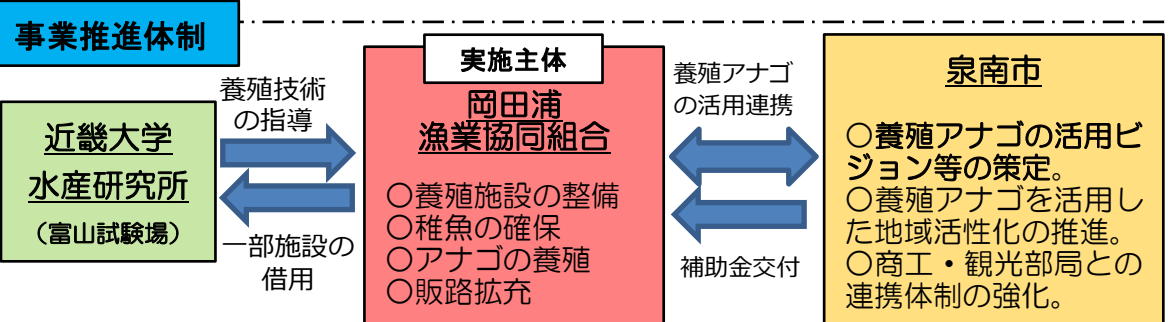 事業推進体制
近畿大学
水産研究所
（富山試験場）
養殖技術
の指導
一部施設の
借用
実施主体
岡田浦
漁業協同組合
○養殖施設の整備
○稚魚の確保
○アナゴの養殖
○販路拡充
養殖アナゴ
の活用連携
補助金交付
泉南市
○養殖アナゴの活用ビ
ジョン等の策定。
○養殖アナゴを活用し
た地域活性化の推進。
○商工・観光部局との
連携体制の強化。